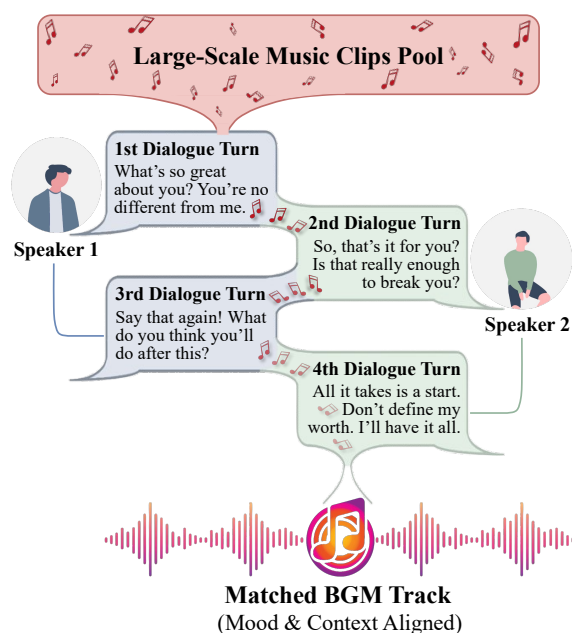 Large-Scale Music Clips Pool
1st Dialogue Turn
What's so great
about you? You're no
different from me.
Speaker 1
2nd Dialogue Turn
So, that's it for you?
Is that really enough
to break you?
Speaker 2
3rd Dialogue Turn
Say that again! What
do you think you'll
do after this?
4th Dialogue Turn
All it takes is a start.
Don't define my
worth. I'll have it all.
Matched BGM Track
(Mood & Context Aligned)